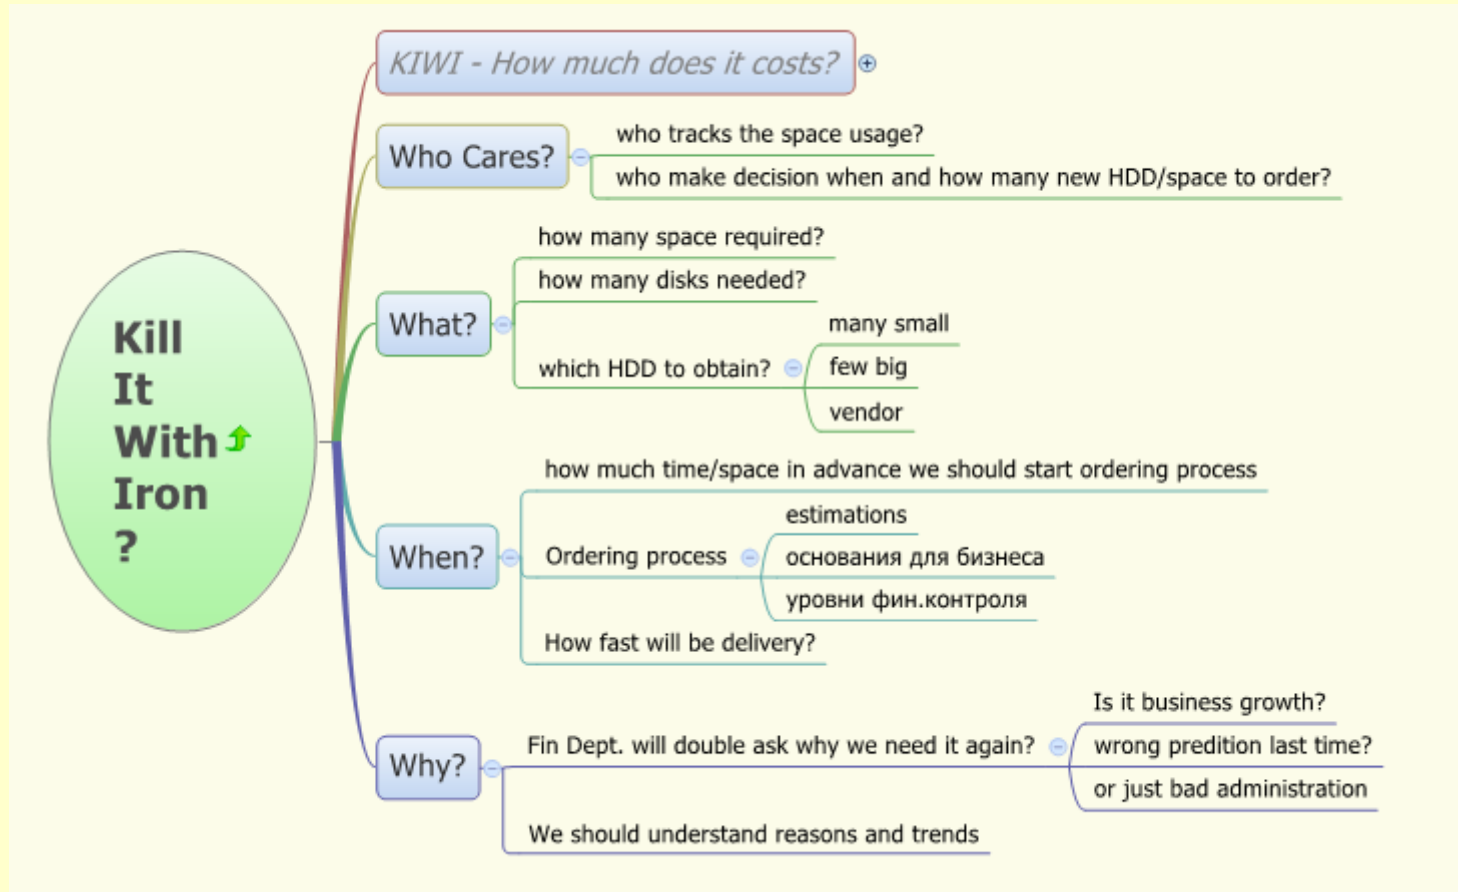 KIWI - How much does it costs?
Who Cares?
who tracks the space usage?
who make decision when and how many new HDD/space to order?
Kill
It
With
Iron
?
What?
how many space required?
how many disks needed?
which HDD to obtain?
many small
few big
vendor
When?
how much time/space in advance we should start ordering process
Ordering process
estimations
основания для бизнеса
уровни фин.контроля
How fast will be delivery?
Why?
Fin Dept. will double ask why we need it again?
Is it business growth?
wrong predition last time?
or just bad administration
We should understand reasons and trends